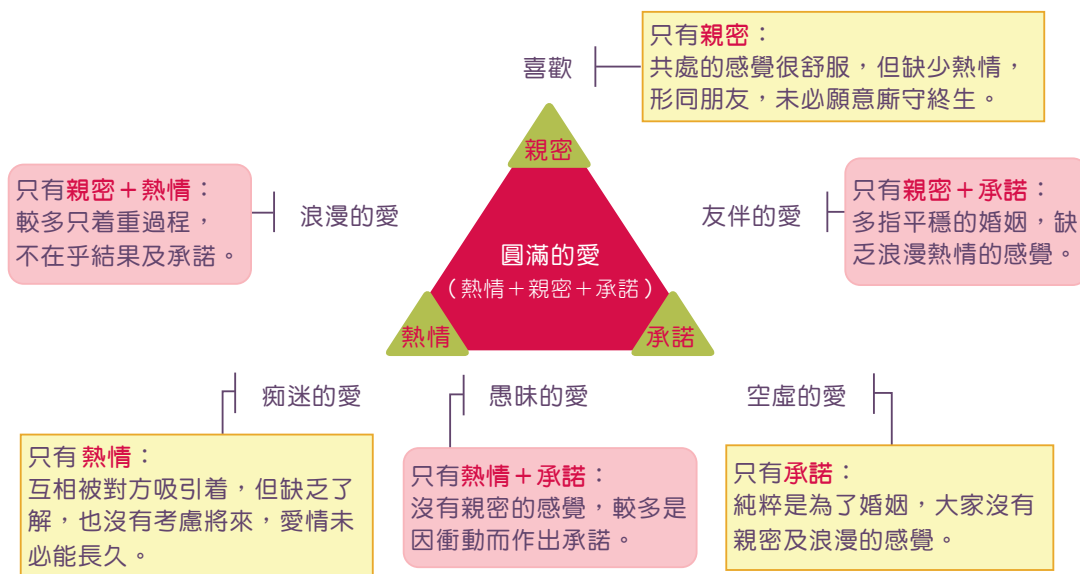 喜歡
只有親密：
共處的感覺很舒服，但缺少熱情，
形同朋友，未必願意廝守終生。
親密
只有親密＋熱情：
較多只着重過程，
不在乎結果及承諾。
浪漫的愛
友伴的愛
只有親密＋承諾：
多指平穩的婚姻，缺
乏浪漫熱情的感覺。
圓滿的愛
（熱情＋親密＋承諾）
熱情
承諾
痴迷的愛
只有熱情：
互相被對方吸引着，但缺乏了
解，也沒有考慮將來，愛情未
必能長久。
愚昧的愛
只有熱情＋承諾：
沒有親密的感覺，較多是
因衝動而作出承諾。
空虛的愛
只有承諾：
純粹是為了婚姻，大家沒有
親密及浪漫的感覺。